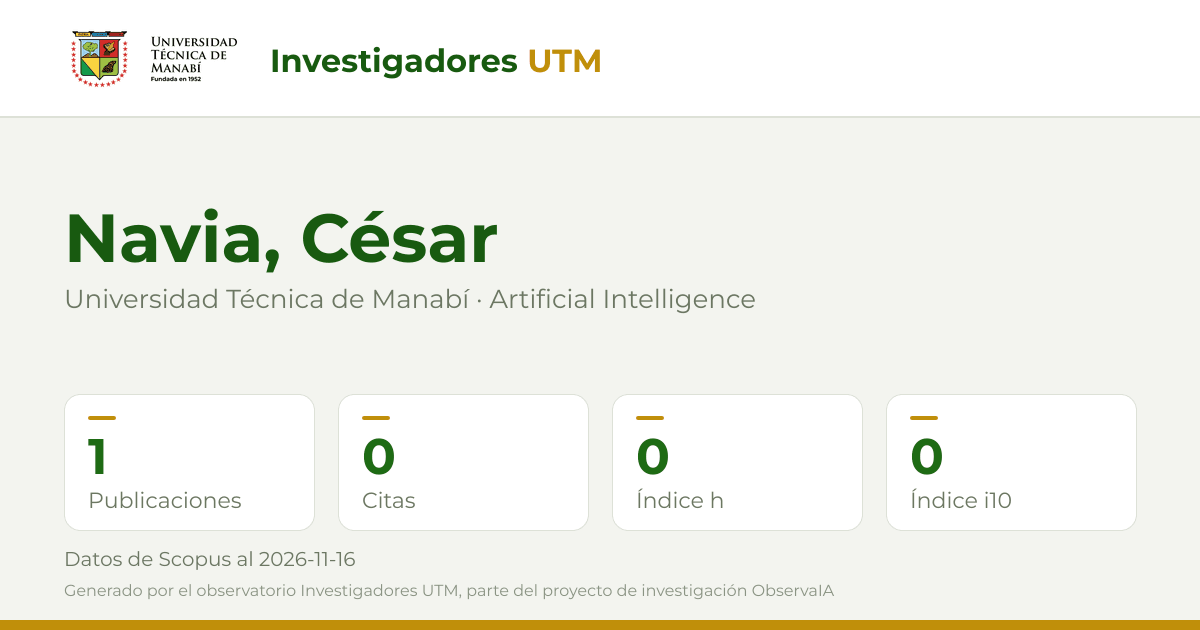 UNIVERSIDAD
TÉCNICA DE
MANABÍ
Fundada en 1952
Investigadores UTM
Navia, César
Universidad Técnica de Manabí · Artificial Intelligence
1
Publicaciones
0
Citas
0
Índice h
0
Índice i10
Datos de Scopus al 2026-11-16
Generado por el observatorio Investigadores UTM, parte del proyecto de investigación ObservaIA